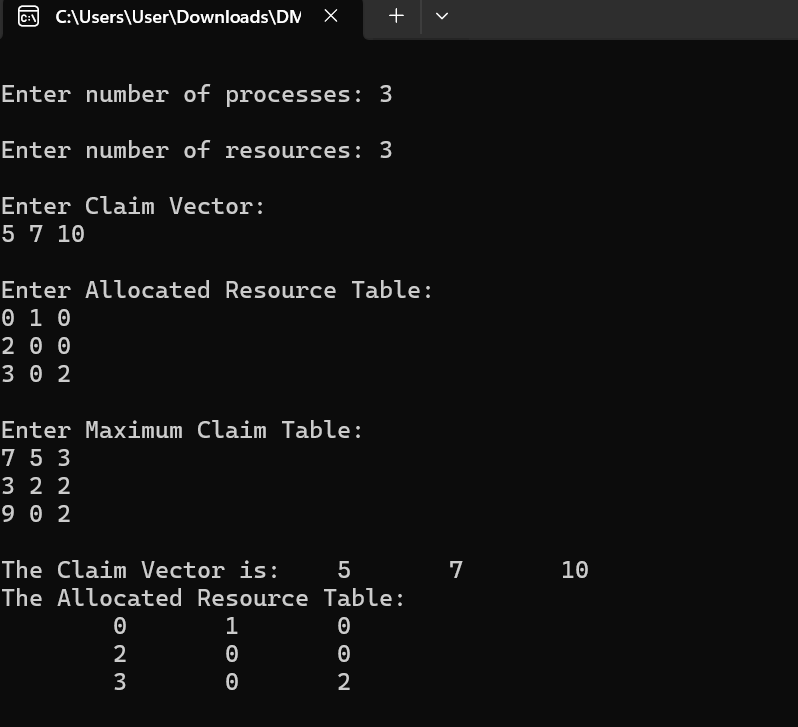 C:\Users\User\Downloads\DM
Enter number of processes: 3
Enter number of resources: 3
Enter Claim Vector:
5 7 10
Enter Allocated Resource Table:
0 1 0
2 0 0
3 0 2
Enter Maximum Claim Table:
7 5 3
3 2 2
9 0 2
The Claim Vector is: 5 7 10
The Allocated Resource Table:
0 1 0
2 0 0
3 0 2